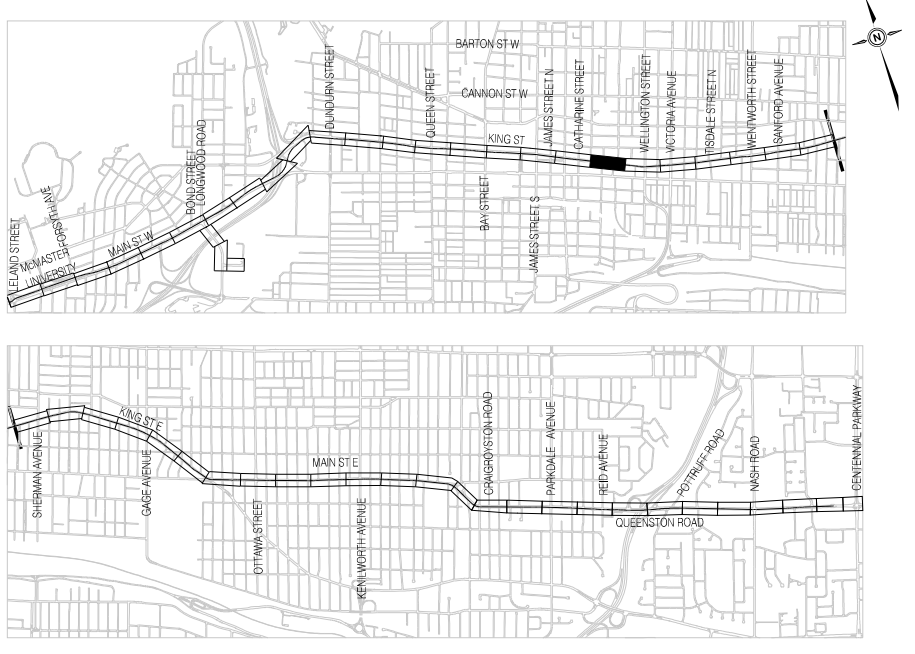 N
BARTON ST W
CANNON ST W
DUNDURN STREET
QUEEN STREET
JAMES STREET N
CATHARINE STREET
WELLINGTON STREET
VICTORIA AVENUE
TISDALE STREET N
WENTWORTH STREET
SANFORD AVENUE
KING ST
BOND STREET
LONGWOOD ROAD
BAY STREET
JAMES STREET S
LELAND STREET
FORSYTH AVE
McMASTER
UNIVERSITY
MAIN ST W
KING ST E
SHERMAN AVENUE
GAGE AVENUE
MAIN ST E
OTTAWA STREET
KENILWORTH AVENUE
CRAIGROYSTON ROAD
PARKDALE AVENUE
REID AVENUE
POTTRUFF ROAD
NASH ROAD
CENTENNIAL PARKWAY
QUEENSTON ROAD